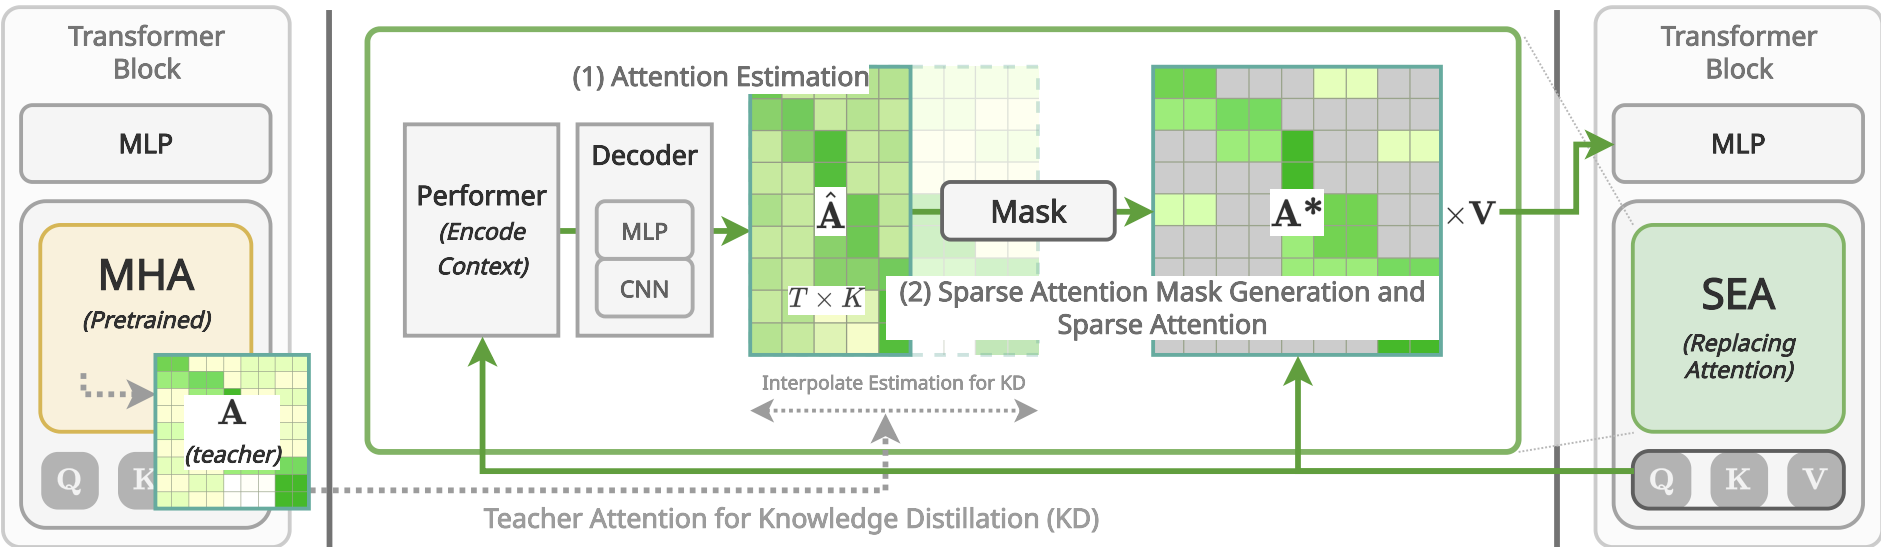 Transformer
Block
MLP
MHA
(Pretrained)
A
(teacher)
Q
K
(1) Attention Estimation
Performer
(Encode
Context)
Decoder
MLP
CNN
Â
T × K
Mask
A*
×V
(2) Sparse Attention Mask Generation and
Sparse Attention
Interpolate Estimation for KD
Teacher Attention for Knowledge Distillation (KD)
Transformer
Block
MLP
SEA
(Replacing
Attention)
Q
K
V